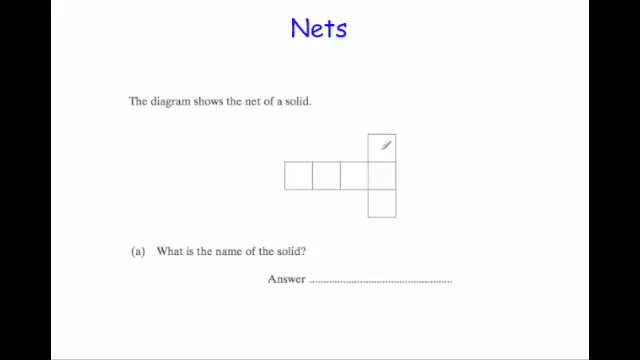 Nets
The diagram shows the net of a solid.
(a) What is the name of the solid?
Answer ................................................